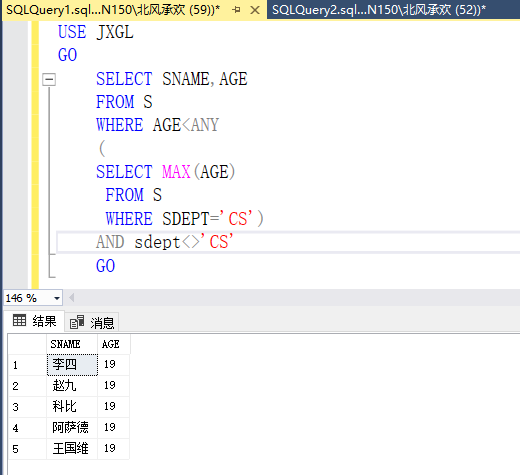 SQLQuery1.sql...N150\北风承欢 (59))*
SQLQuery2.sql...N150\北风承欢 (52))*
USE JXGL
GO
SELECT SNAME,AGE
FROM S
WHERE AGE<ANY
(
SELECT MAX(AGE)
FROM S
WHERE SDEPT='CS')
AND sdept<>'CS'
GO
146 %
结果 消息
SNAME AGE
1 李四 19
2 赵九 19
3 科比 19
4 阿萨德 19
5 王国维 19